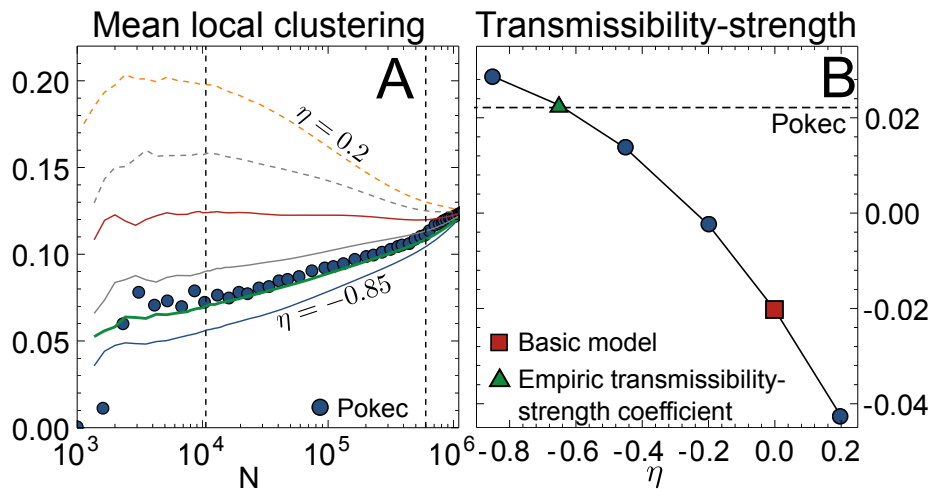 Mean local clustering
Transmissibility-strength
A
B
0.20
0.15
0.10
0.05
0.00
η = 0.2
η = −0.85
Pokec
10³
10⁴
10⁵
10⁶
N
Pokec
0.02
0.00
-0.02
-0.04
Basic model
Empiric transmissibility-
strength coefficient
-0.8
-0.6
-0.4
-0.2
0.0
0.2
η